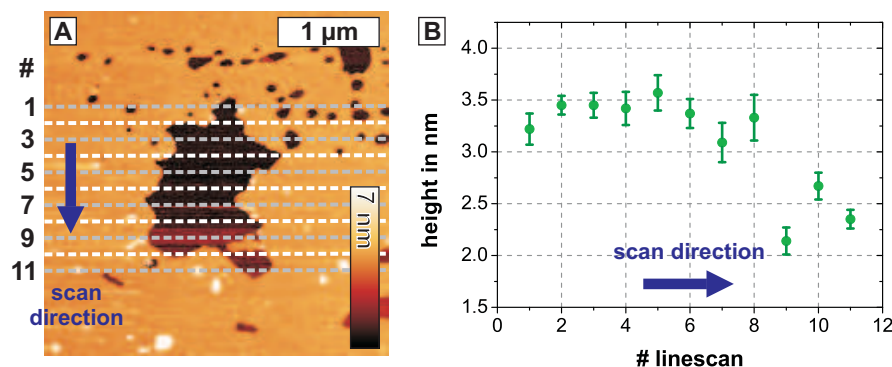 A
1 µm
#
1
3
5
7
9
11
7 nm
scan
direction
B
height in nm
4.0
3.5
3.0
2.5
2.0
1.5
scan direction
0 2 4 6 8 10 12
# linescan